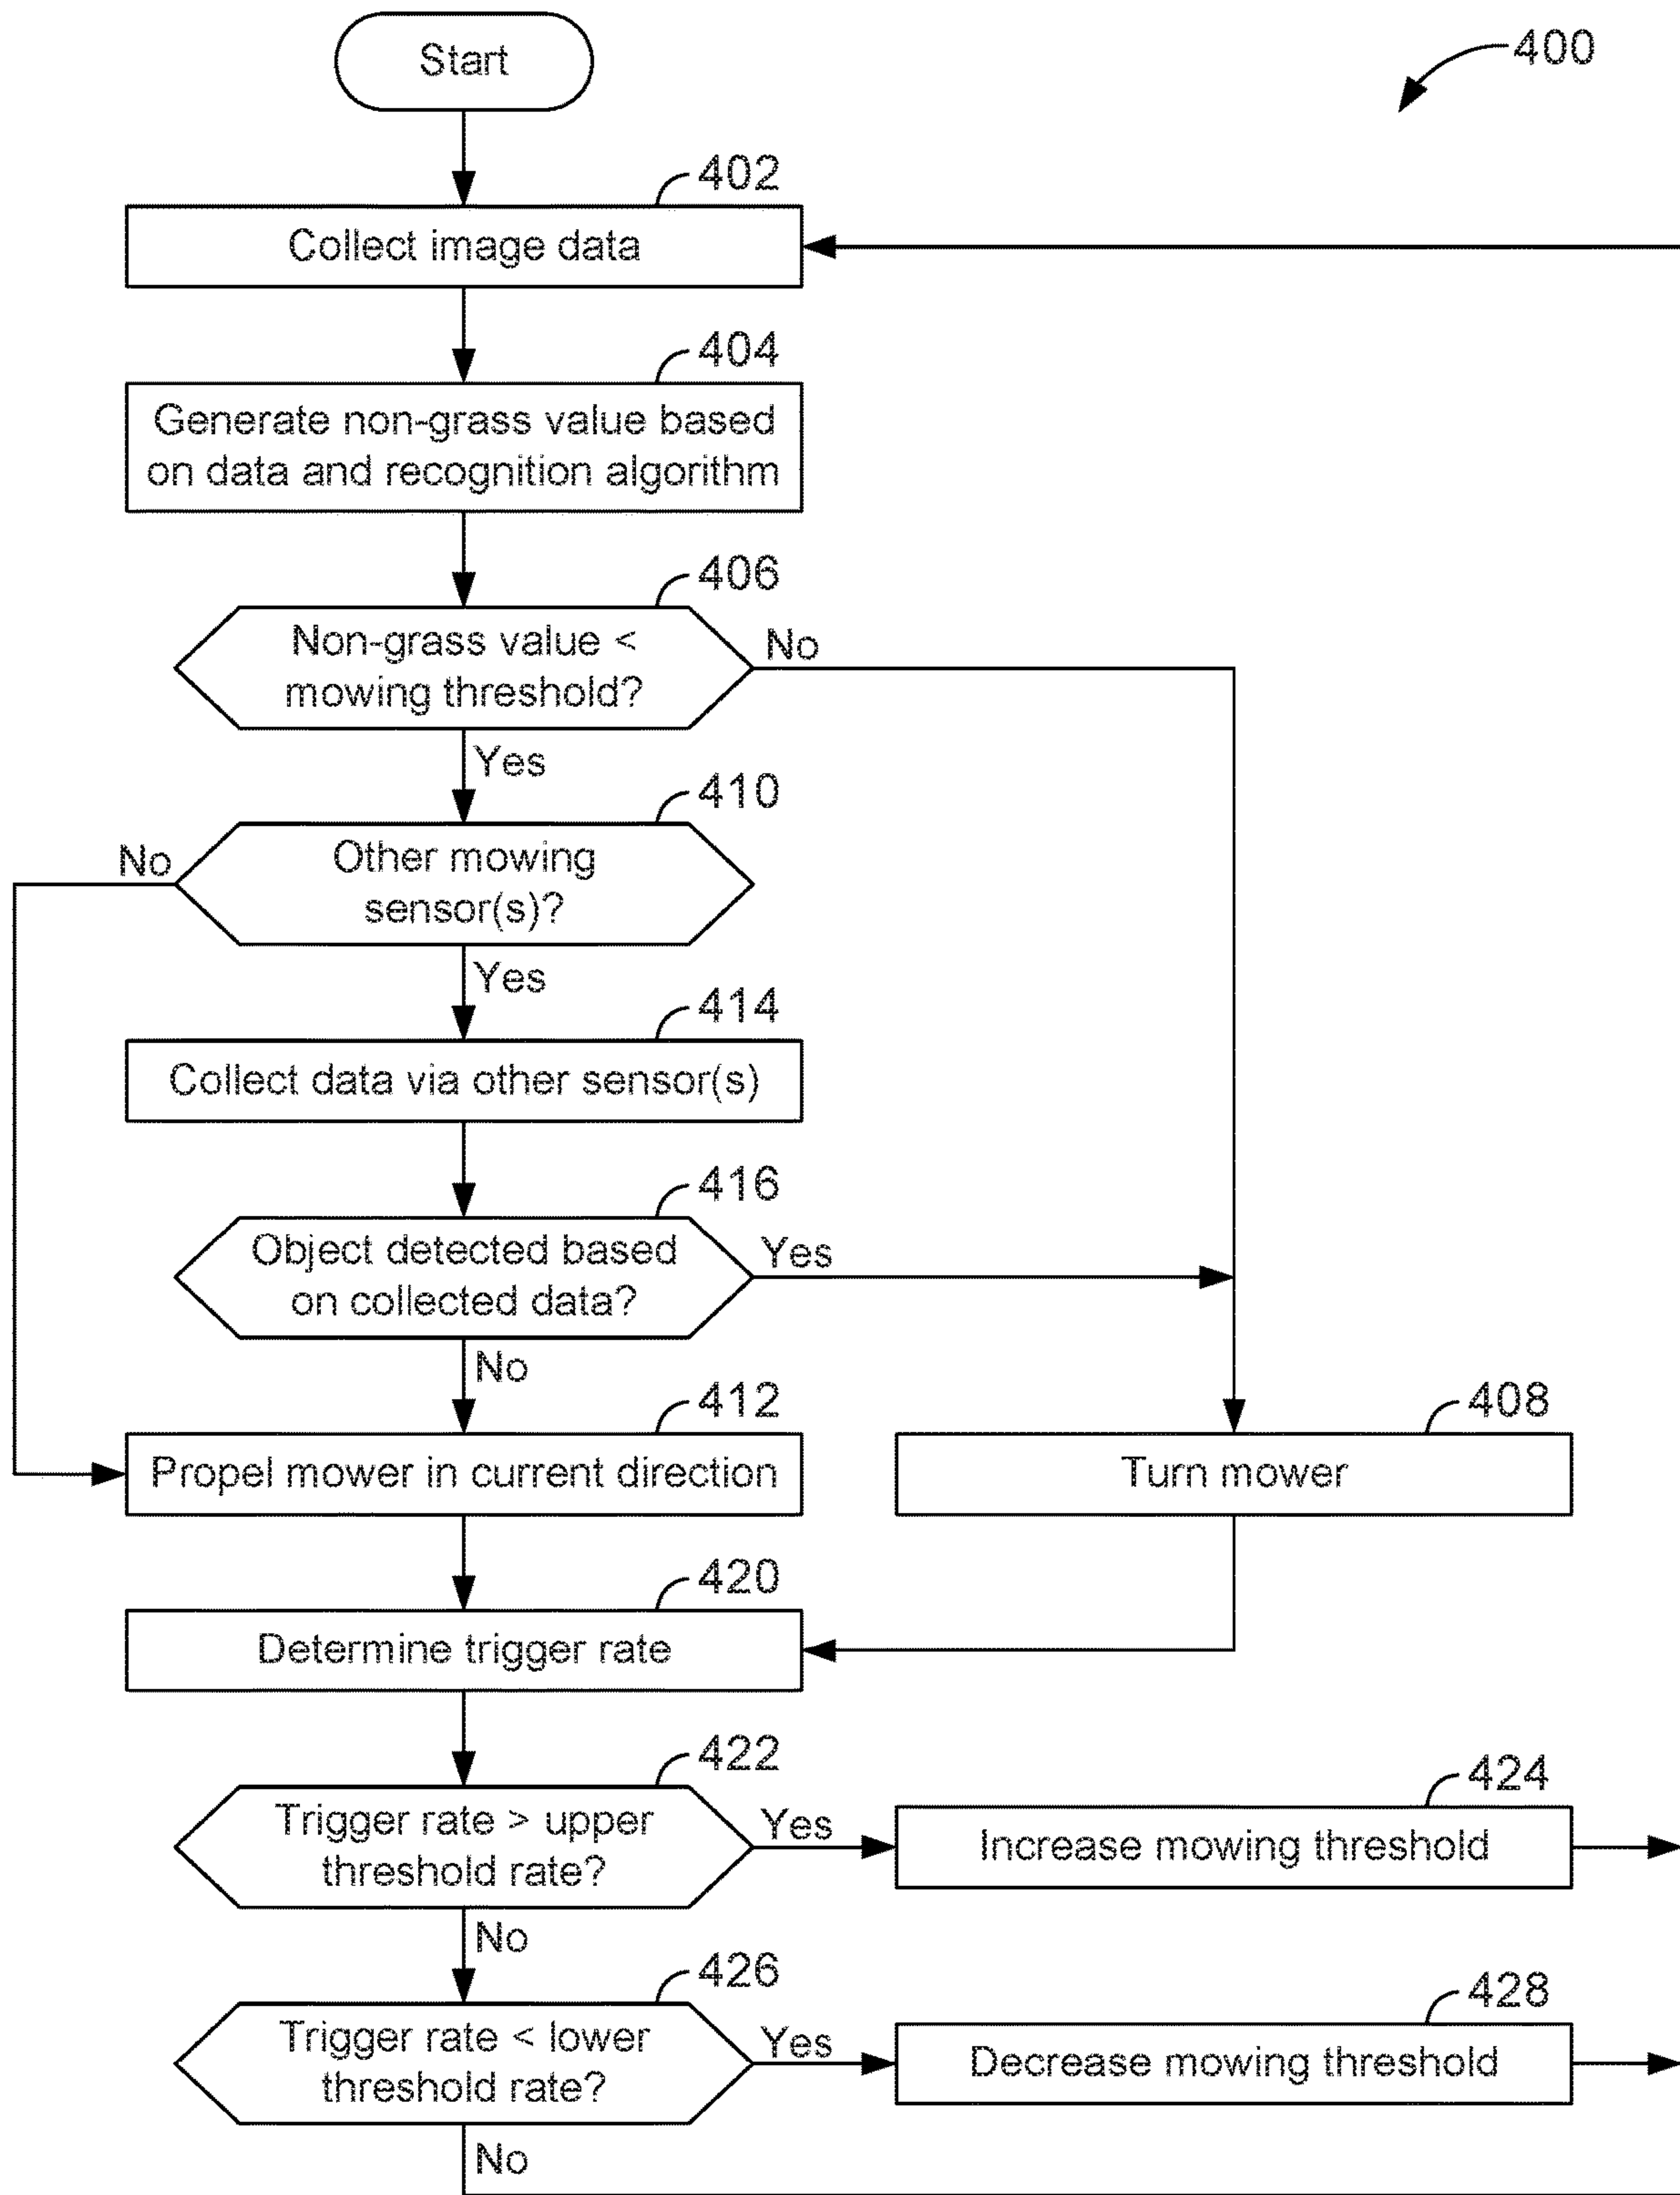 Start
400
402
Collect image data
404
Generate non-grass value based
on data and recognition algorithm
406
Non-grass value <
mowing threshold?
No
Yes
410
Other mowing
sensor(s)?
No
Yes
414
Collect data via other sensor(s)
416
Object detected based
on collected data?
Yes
No
412
Propel mower in current direction
408
Turn mower
420
Determine trigger rate
422
Trigger rate > upper
threshold rate?
Yes
424
Increase mowing threshold
No
426
Trigger rate < lower
threshold rate?
Yes
428
Decrease mowing threshold
No